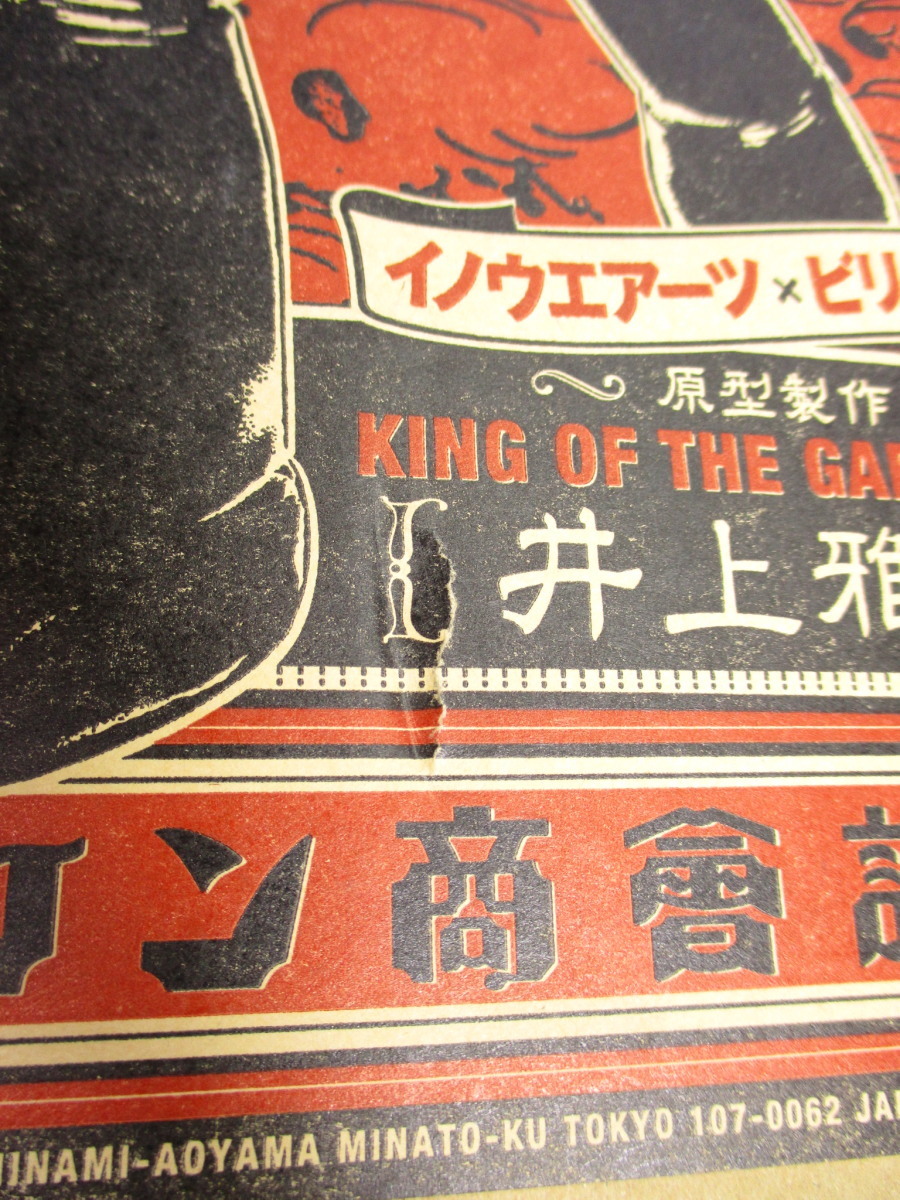 イノウエアーツ×ビリ
原型製作
KING OF THE GA
井上雅
ン商會謹
MINAMI-AOYAMA MINATO-KU TOKYO 107-0062 JA